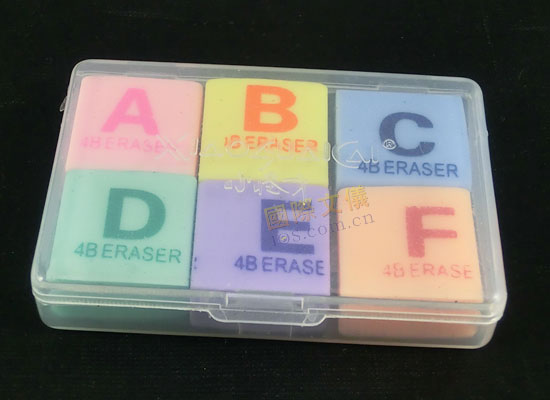 A
4B ERASER
B
4B ERASER
C
4B ERASER
D
4B ERASER
E
4B ERASE
F
4B ERASE
®
國際文儀
.com.cn